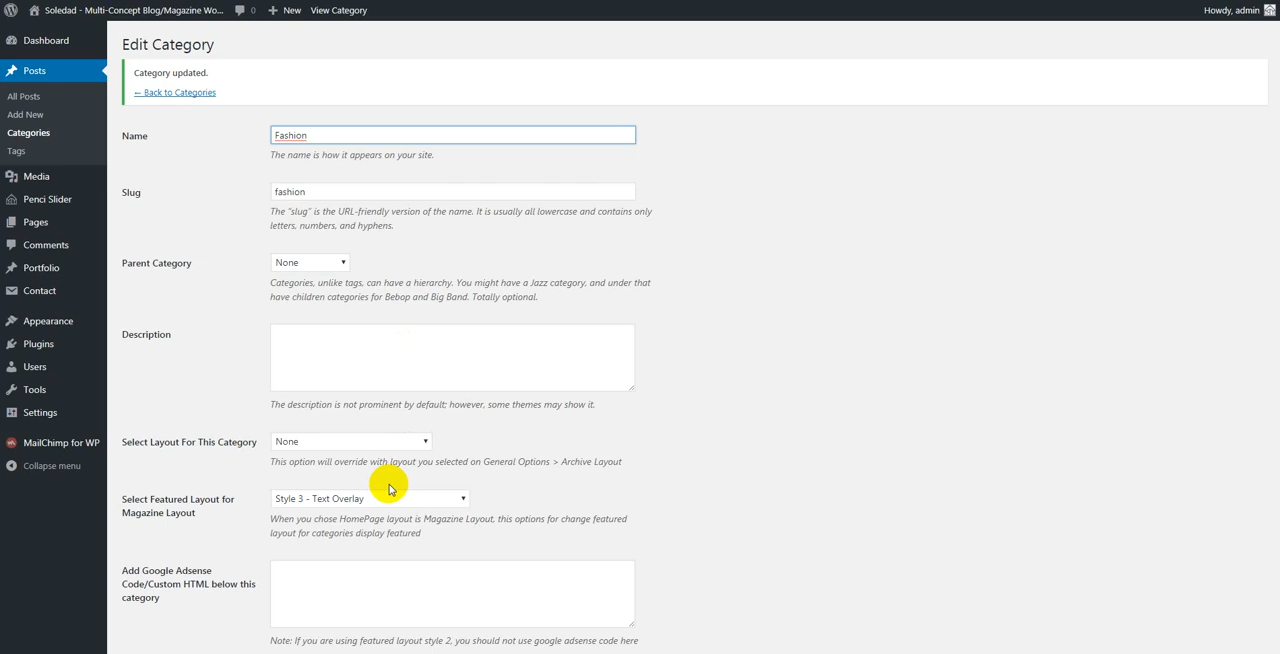 Soledad - Multi-Concept Blog/Magazine Wo... 0 New View Category Howdy, admin
Dashboard
Posts
All Posts
Add New
Categories
Tags
Media
Penci Slider
Pages
Comments
Portfolio
Contact
Appearance
Plugins
Users
Tools
Settings
MailChimp for WP
Collapse menu
Edit Category
Category updated.
← Back to Categories
Name Fashion
The name is how it appears on your site.
Slug fashion
The "slug" is the URL-friendly version of the name. It is usually all lowercase and contains only
letters, numbers, and hyphens.
Parent Category None
Categories, unlike tags, can have a hierarchy. You might have a Jazz category, and under that
have children categories for Bebop and Big Band. Totally optional.
Description
The description is not prominent by default; however, some themes may show it.
Select Layout For This Category None
This option will override with layout you selected on General Options > Archive Layout
Select Featured Layout for
Magazine Layout
Style 3 - Text Overlay
When you chose HomePage layout is Magazine Layout, this options for change featured
layout for categories display featured
Add Google Adsense
Code/Custom HTML below this
category
Note: If you are using featured layout style 2, you should not use google adsense code here